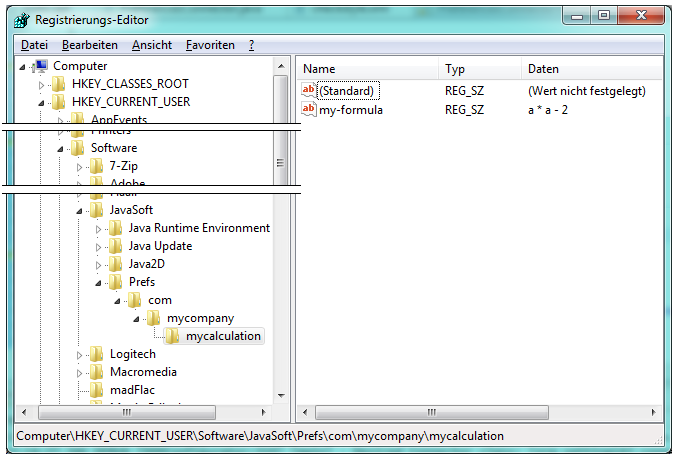 Registrierungs-Editor
Datei Bearbeiten Ansicht Favoriten ?
Computer
HKEY_CLASSES_ROOT
HKEY_CURRENT_USER
AppEvents
Printers
Software
7-Zip
Adobe
JavaSoft
Java Runtime Environment
Java Update
Java2D
Prefs
com
mycompany
mycalculation
Logitech
Macromedia
madFlac
Name Typ Daten
ab (Standard) REG_SZ (Wert nicht festgelegt)
ab my-formula REG_SZ a * a - 2
Computer\HKEY_CURRENT_USER\Software\JavaSoft\Prefs\com\mycompany\mycalculation